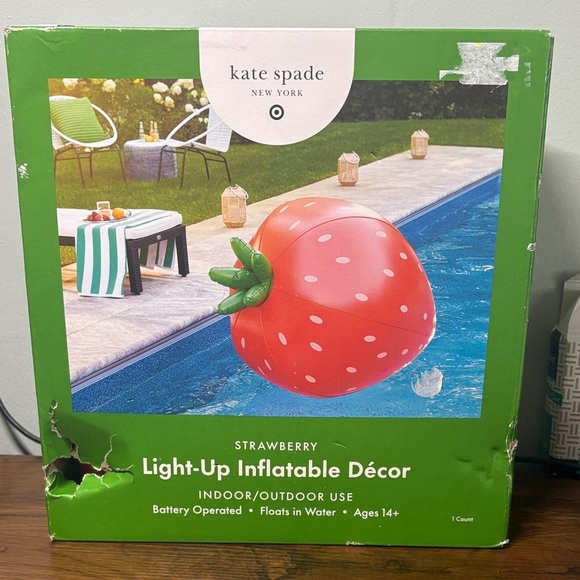 kate spade
NEW YORK
STRAWBERRY
Light-Up Inflatable Décor
INDOOR/OUTDOOR USE
Battery Operated • Floats in Water • Ages 14+
1 Count